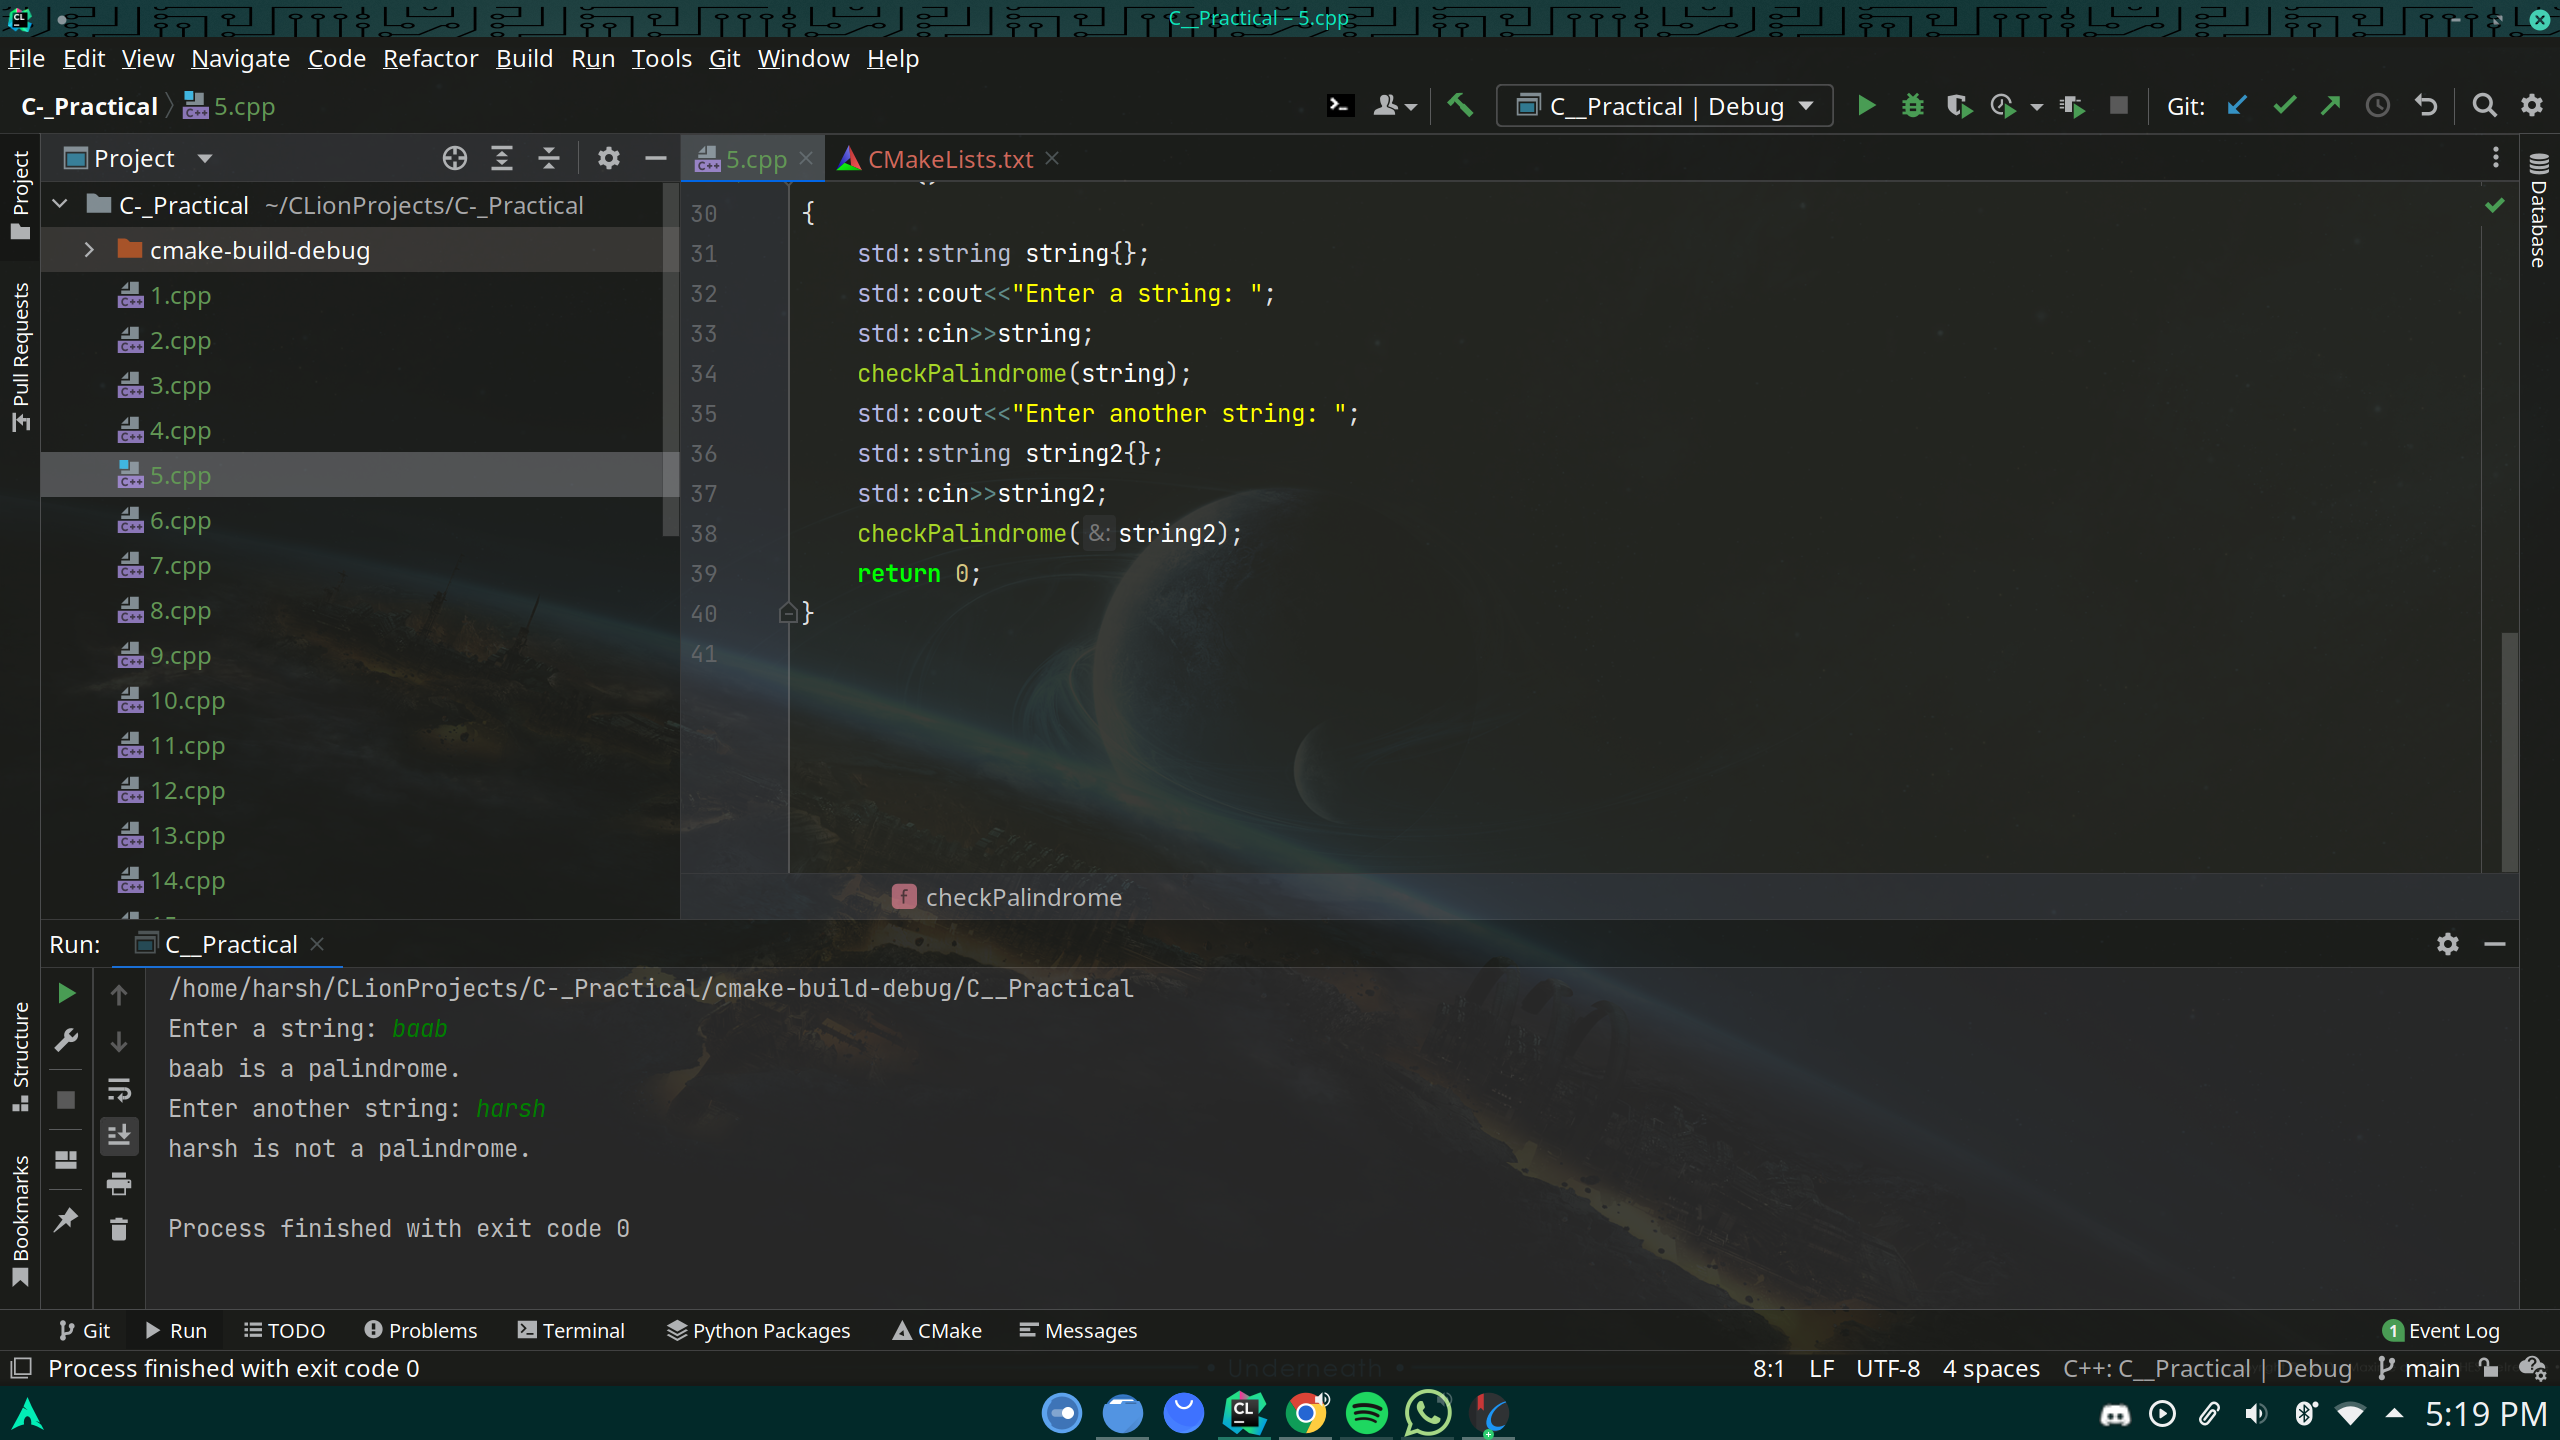 C__Practical – 5.cpp
File Edit View Navigate Code Refactor Build Run Tools Git Window Help
C-_Practical 5.cpp
C__Practical | Debug
Git:
Project
5.cpp
CMakeLists.txt
Project
Pull Requests
Structure
Bookmarks
Database
C-_Practical ~/CLionProjects/C-_Practical
cmake-build-debug
1.cpp
2.cpp
3.cpp
4.cpp
5.cpp
6.cpp
7.cpp
8.cpp
9.cpp
10.cpp
11.cpp
12.cpp
13.cpp
14.cpp
30 {
31 std::string string{};
32 std::cout<<"Enter a string: ";
33 std::cin>>string;
34 checkPalindrome(string);
35 std::cout<<"Enter another string: ";
36 std::string string2{};
37 std::cin>>string2;
38 checkPalindrome( &: string2);
39 return 0;
40 }
41
f checkPalindrome
Run: C__Practical
/home/harsh/CLionProjects/C-_Practical/cmake-build-debug/C__Practical
Enter a string: baab
baab is a palindrome.
Enter another string: harsh
harsh is not a palindrome.
Process finished with exit code 0
Git Run TODO Problems Terminal Python Packages CMake Messages
1 Event Log
Process finished with exit code 0
Underneath
8:1 LF UTF-8 4 spaces C++: C__Practical | Debug main
CL
5:19 PM